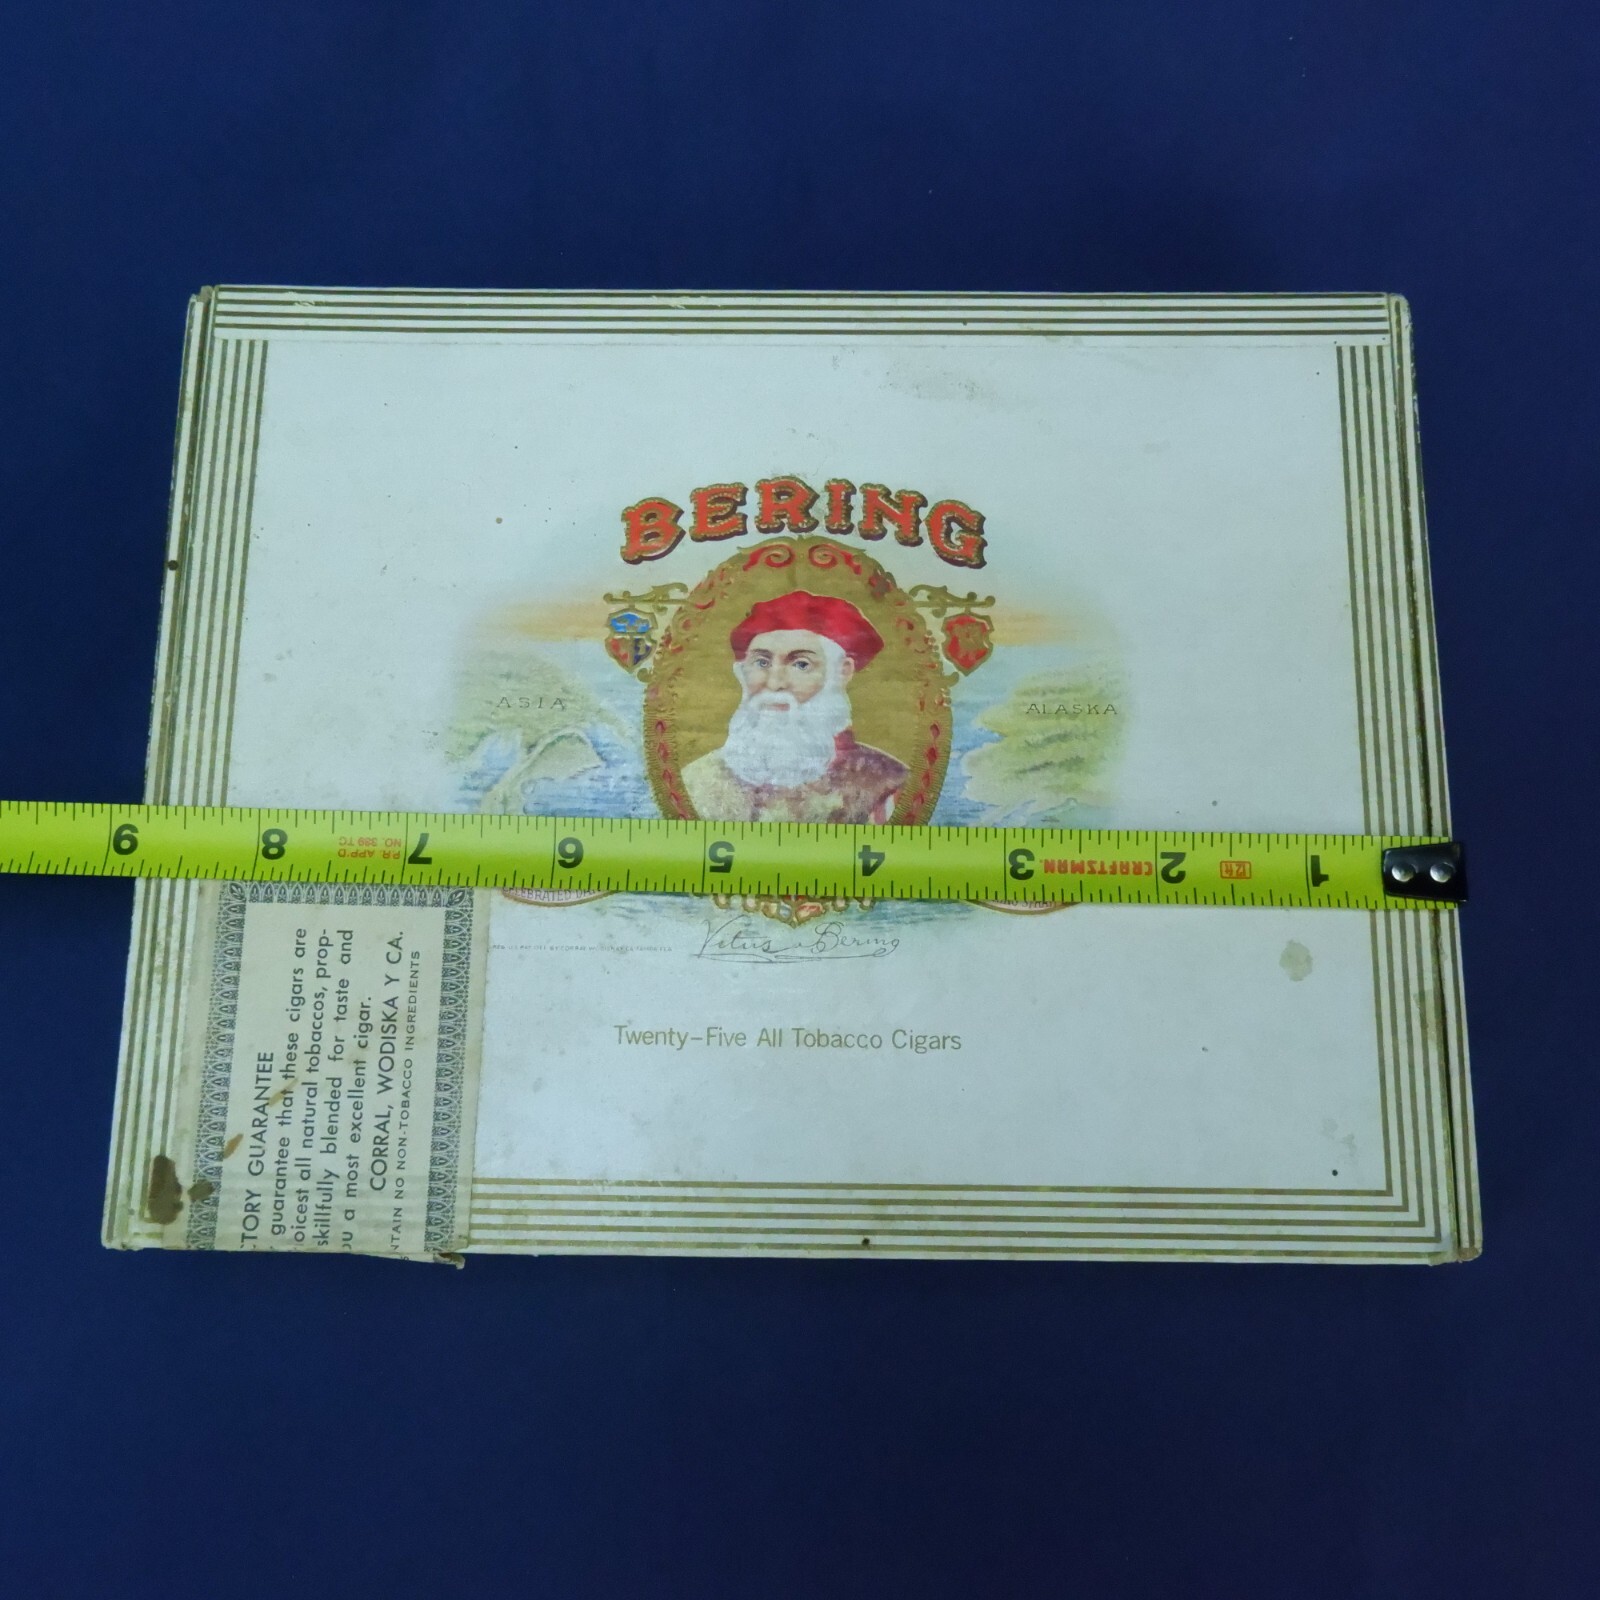 BERING
ASIA
ALASKA
9 8 7 6 5 4 3 2 1
P.R. APP'D
NO. 389 TC
CRAFTSMAN
Vitus Bering
Twenty-Five All Tobacco Cigars
TORY GUARANTEE
guarantee that these cigars are
oicest all natural tobaccos, prop-
skillfully blended for taste and
ou a most excellent cigar.
CORRAL, WODISKA Y CA.
NTAIN NO NON-TOBACCO INGREDIENTS